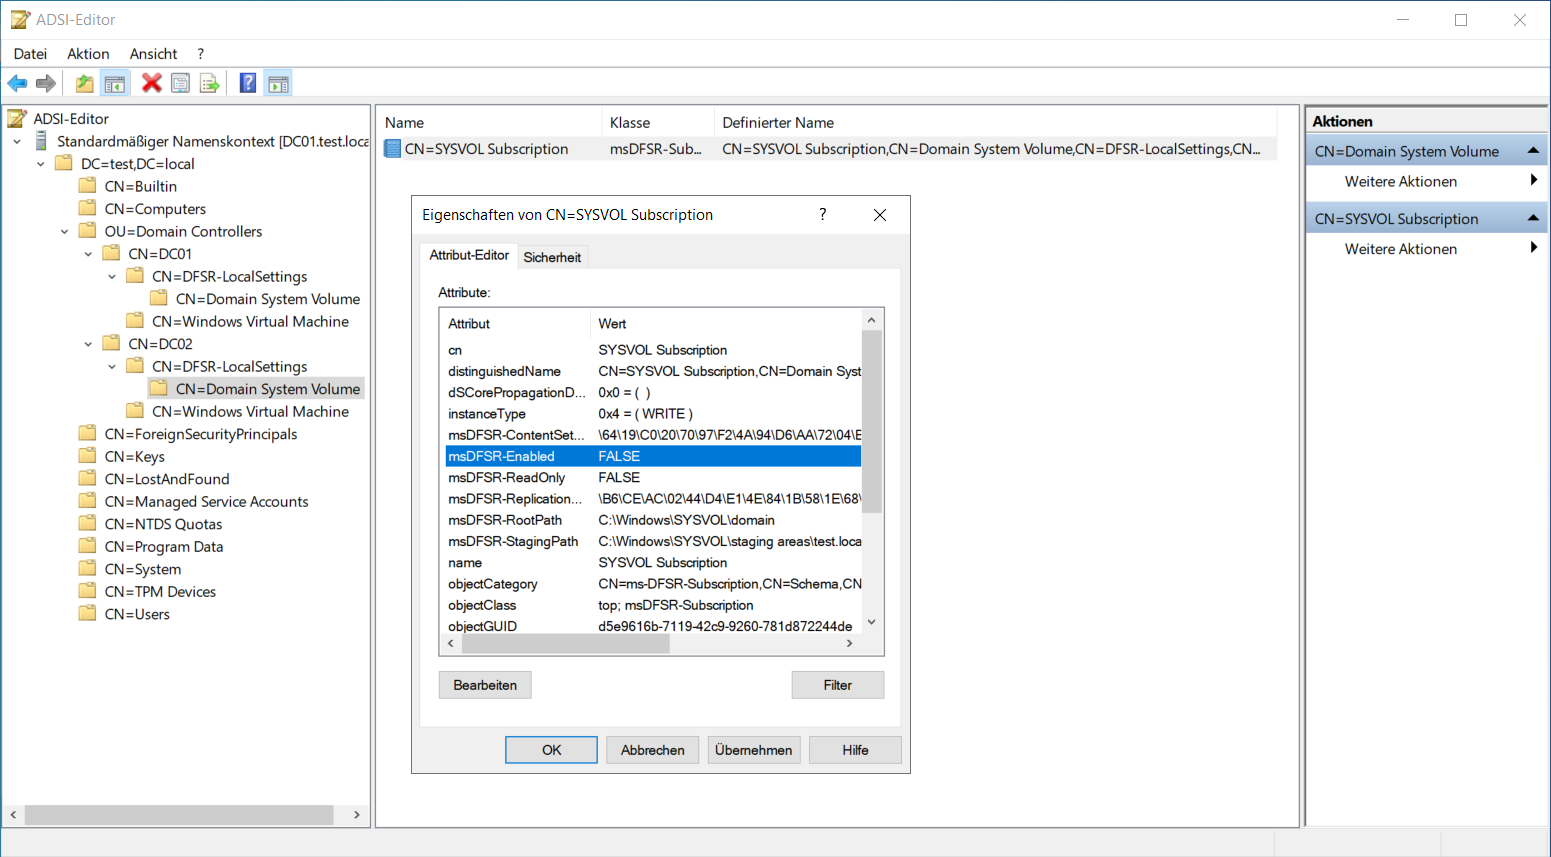 ADSI-Editor
Datei Aktion Ansicht ?
ADSI-Editor
Standardmäßiger Namenskontext [DC01.test.loca
DC=test,DC=local
CN=Builtin
CN=Computers
OU=Domain Controllers
CN=DC01
CN=DFSR-LocalSettings
CN=Domain System Volume
CN=Windows Virtual Machine
CN=DC02
CN=DFSR-LocalSettings
CN=Domain System Volume
CN=Windows Virtual Machine
CN=ForeignSecurityPrincipals
CN=Keys
CN=LostAndFound
CN=Managed Service Accounts
CN=NTDS Quotas
CN=Program Data
CN=System
CN=TPM Devices
CN=Users
Name Klasse Definierter Name
CN=SYSVOL Subscription msDFSR-Sub... CN=SYSVOL Subscription,CN=Domain System Volume,CN=DFSR-LocalSettings,CN...
Eigenschaften von CN=SYSVOL Subscription ?
Attribut-Editor Sicherheit
Attribute:
Attribut Wert
cn SYSVOL Subscription
distinguishedName CN=SYSVOL Subscription,CN=Domain Syst
dSCorePropagationD... 0x0 = ( )
instanceType 0x4 = ( WRITE )
msDFSR-ContentSet... \64\19\C0\20\70\97\F2\4A\94\D6\AA\72\04\E
msDFSR-Enabled FALSE
msDFSR-ReadOnly FALSE
msDFSR-Replication... \B6\CE\AC\02\44\D4\E1\4E\84\1B\58\1E\68\
msDFSR-RootPath C:\Windows\SYSVOL\domain
msDFSR-StagingPath C:\Windows\SYSVOL\staging areas\test.loca
name SYSVOL Subscription
objectCategory CN=ms-DFSR-Subscription,CN=Schema,CN
objectClass top; msDFSR-Subscription
objectGUID d5e9616b-7119-42c9-9260-781d872244de
Bearbeiten Filter
OK Abbrechen Übernehmen Hilfe
Aktionen
CN=Domain System Volume
Weitere Aktionen
CN=SYSVOL Subscription
Weitere Aktionen